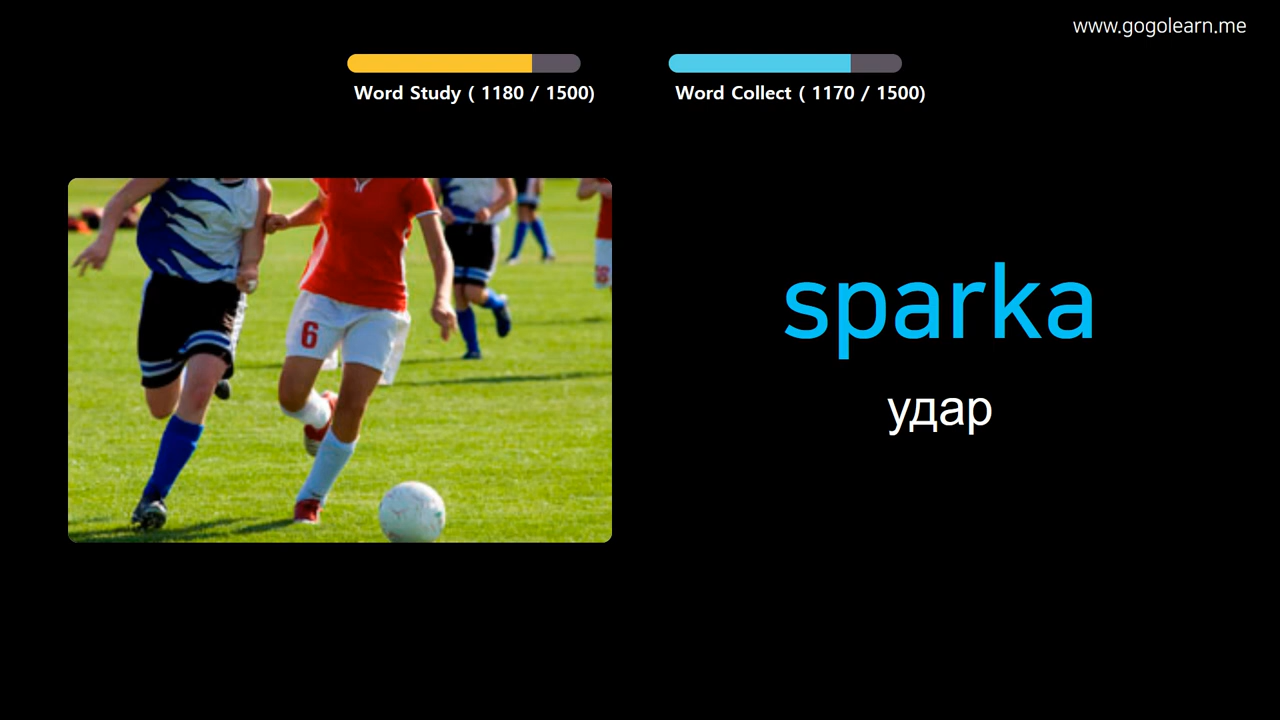 www.gogolearn.me
Word Study ( 1180 / 1500)
Word Collect ( 1170 / 1500)
sparka
удар
6